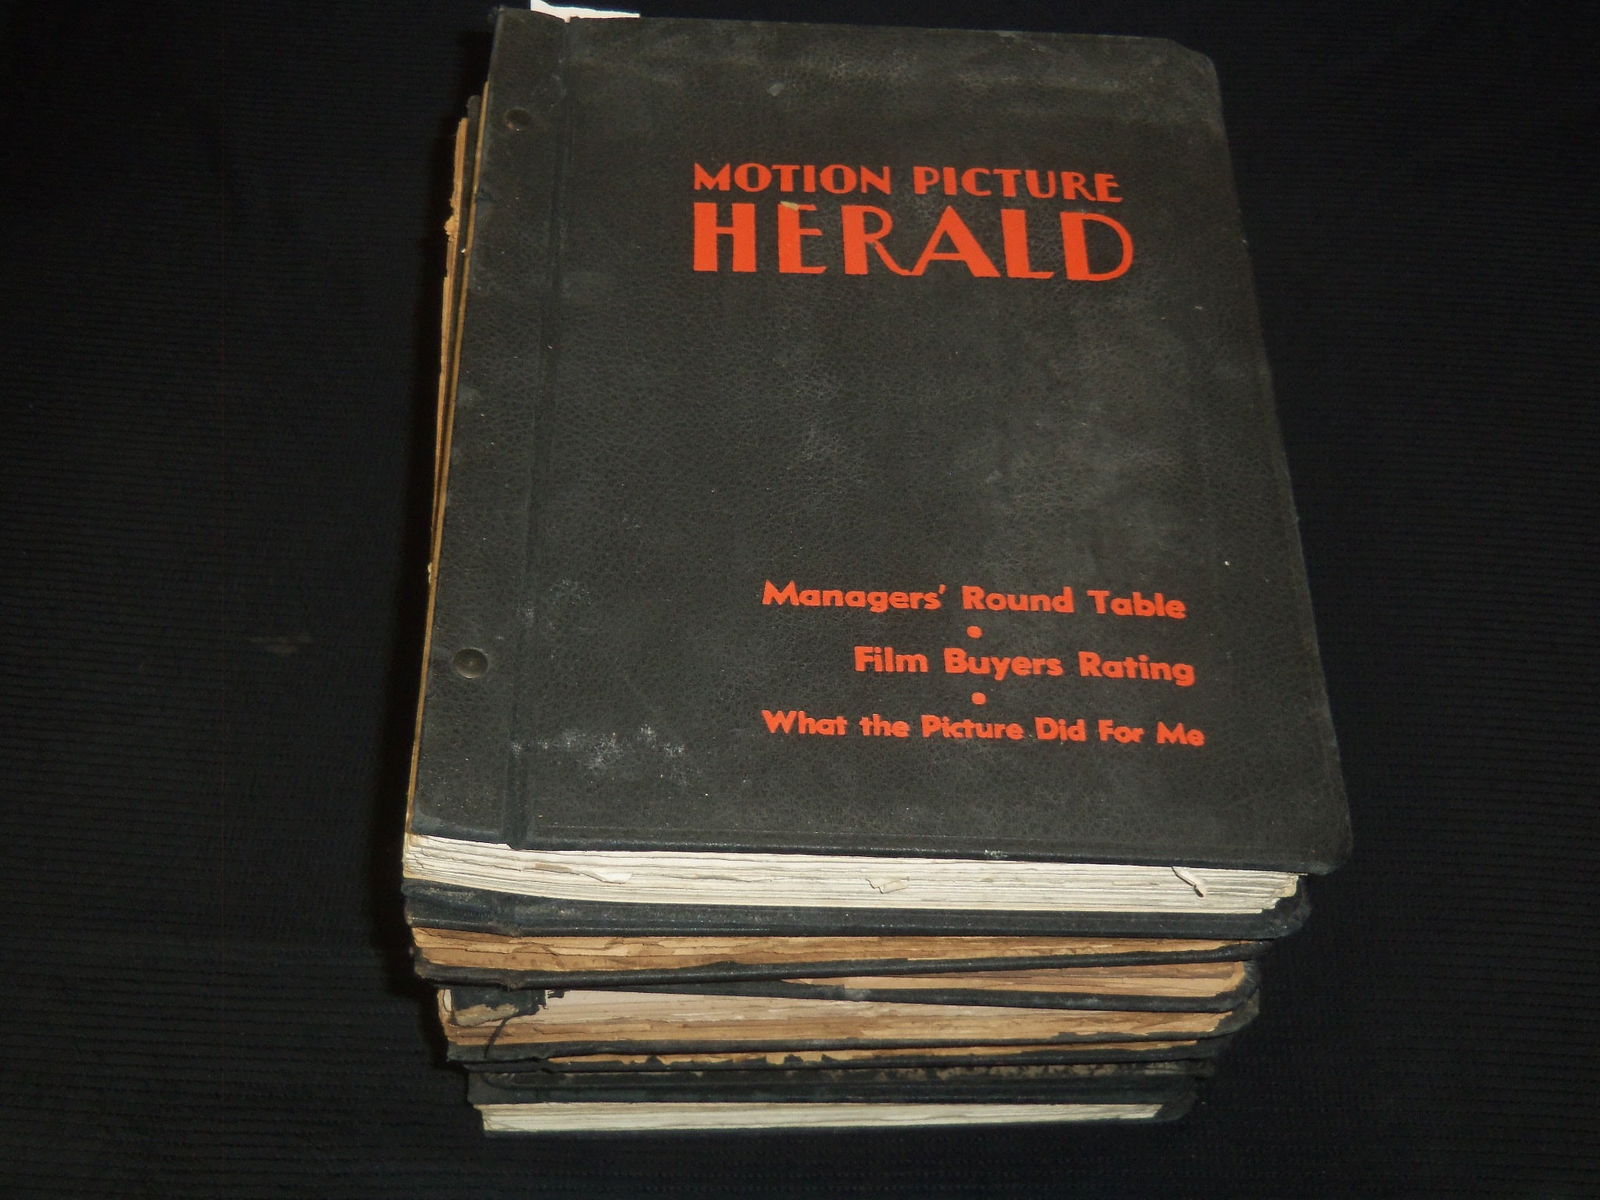 MOTION PICTURE
HERALD
Managers' Round Table
•
Film Buyers Rating
•
What the Picture Did For Me